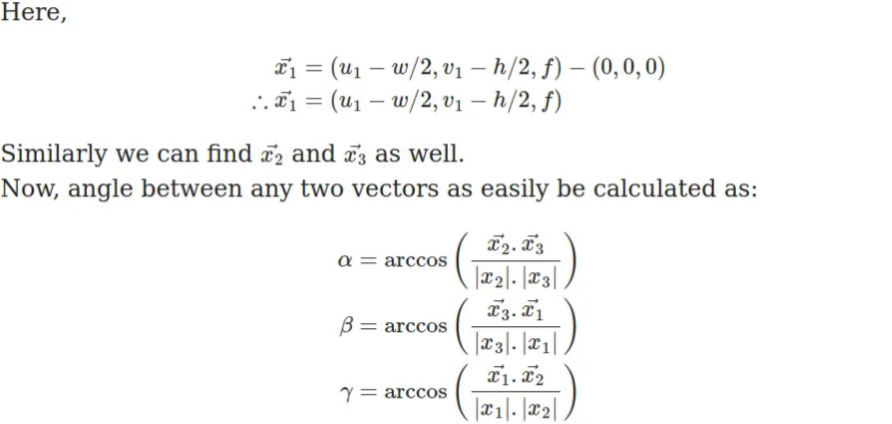 Here,
$\vec{x_1} = (u_1 - w/2, v_1 - h/2, f) - (0, 0, 0)$
$\therefore \vec{x_1} = (u_1 - w/2, v_1 - h/2, f)$
Similarly we can find $\vec{x_2}$ and $\vec{x_3}$ as well.
Now, angle between any two vectors as easily be calculated as:
$\alpha = \arccos \left( \frac{\vec{x_2}.\vec{x_3}}{|x_2|.|x_3|} \right)$
$\beta = \arccos \left( \frac{\vec{x_3}.\vec{x_1}}{|x_3|.|x_1|} \right)$
$\gamma = \arccos \left( \frac{\vec{x_1}.\vec{x_2}}{|x_1|.|x_2|} \right)$